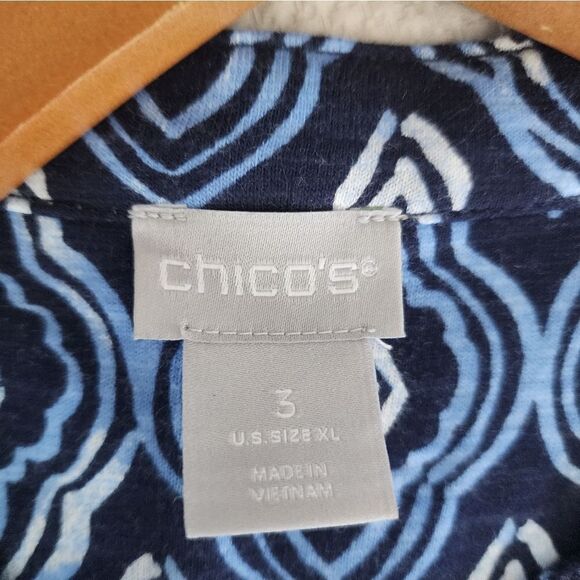 chico's®
3
U.S. SIZE XL
MADE IN
VIETNAM